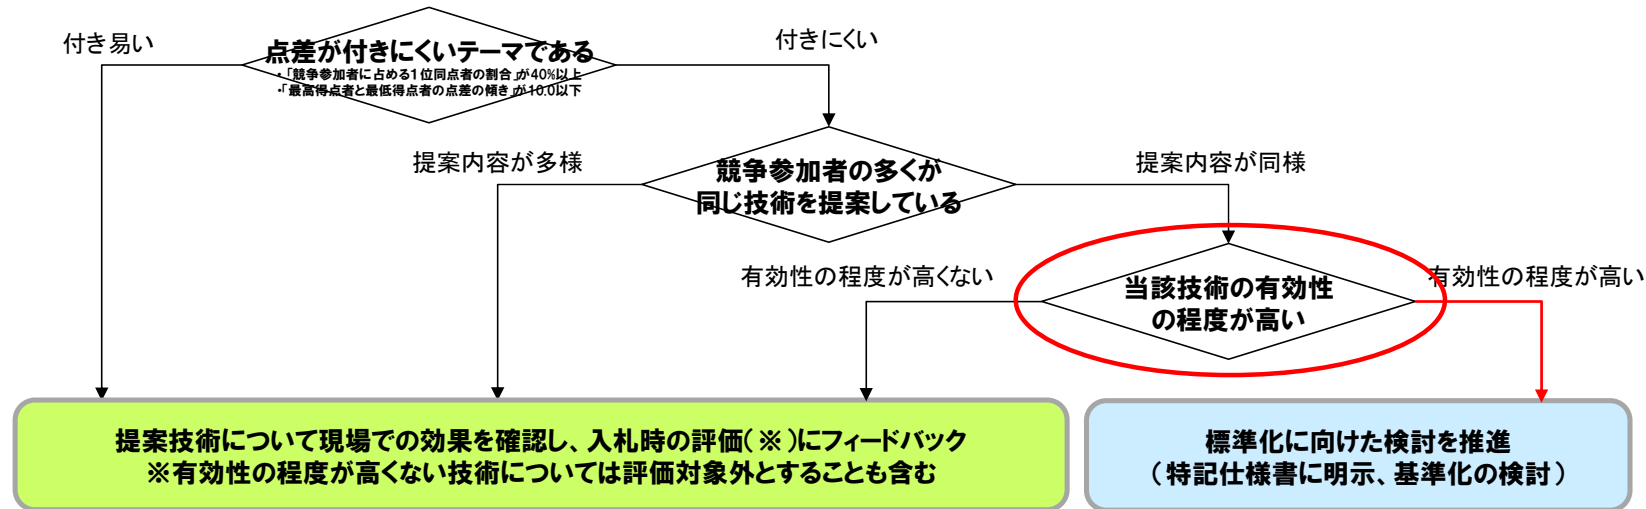 付き易い
点差が付きにくいテーマである
・「競争参加者に占める1位同点者の割合」が40%以上
・「最高得点者と最低得点者の点差の傾き」が10.0以下
付きにくい
提案内容が多様
競争参加者の多くが
同じ技術を提案している
提案内容が同様
有効性の程度が高くない
当該技術の有効性
の程度が高い
有効性の程度が高い
提案技術について現場での効果を確認し、入札時の評価(※)にフィードバック
※有効性の程度が高くない技術については評価対象外とすることも含む
標準化に向けた検討を推進
(特記仕様書に明示、基準化の検討)